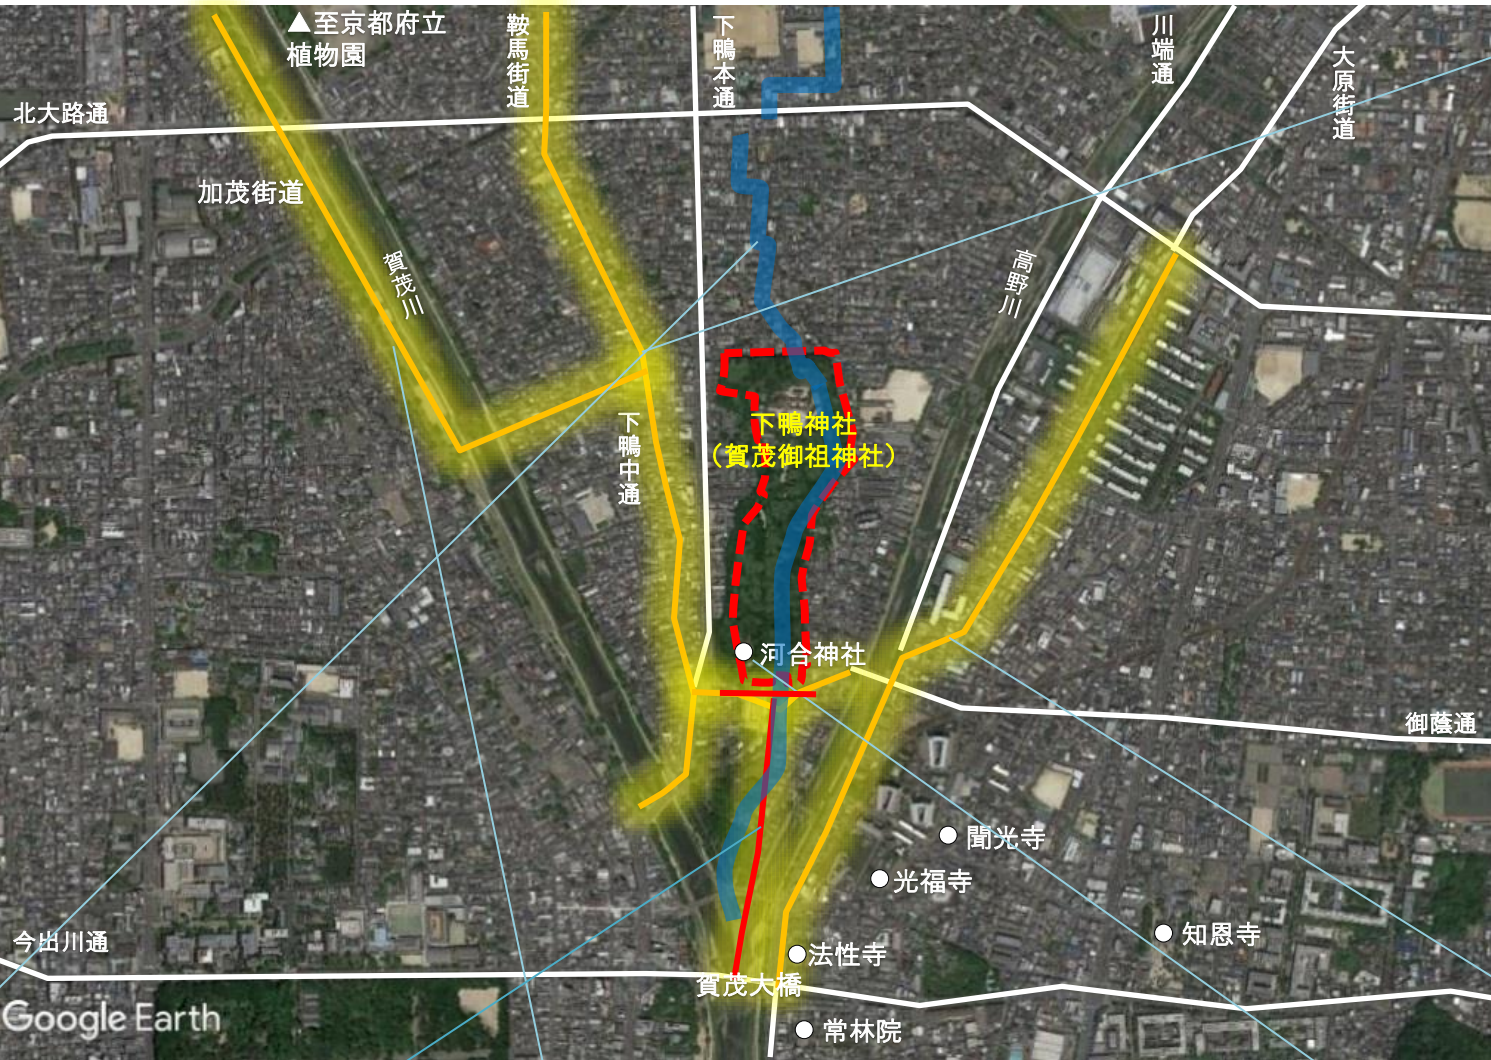 ▲至京都府立
植物園
鞍馬街道
下鴨本通
川端通
大原街道
北大路通
加茂街道
賀茂川
高野川
下鴨中通
下鴨神社
（賀茂御祖神社）
河合神社
御蔭通
聞光寺
光福寺
知恩寺
今出川通
法性寺
賀茂大橋
常林院
Google Earth